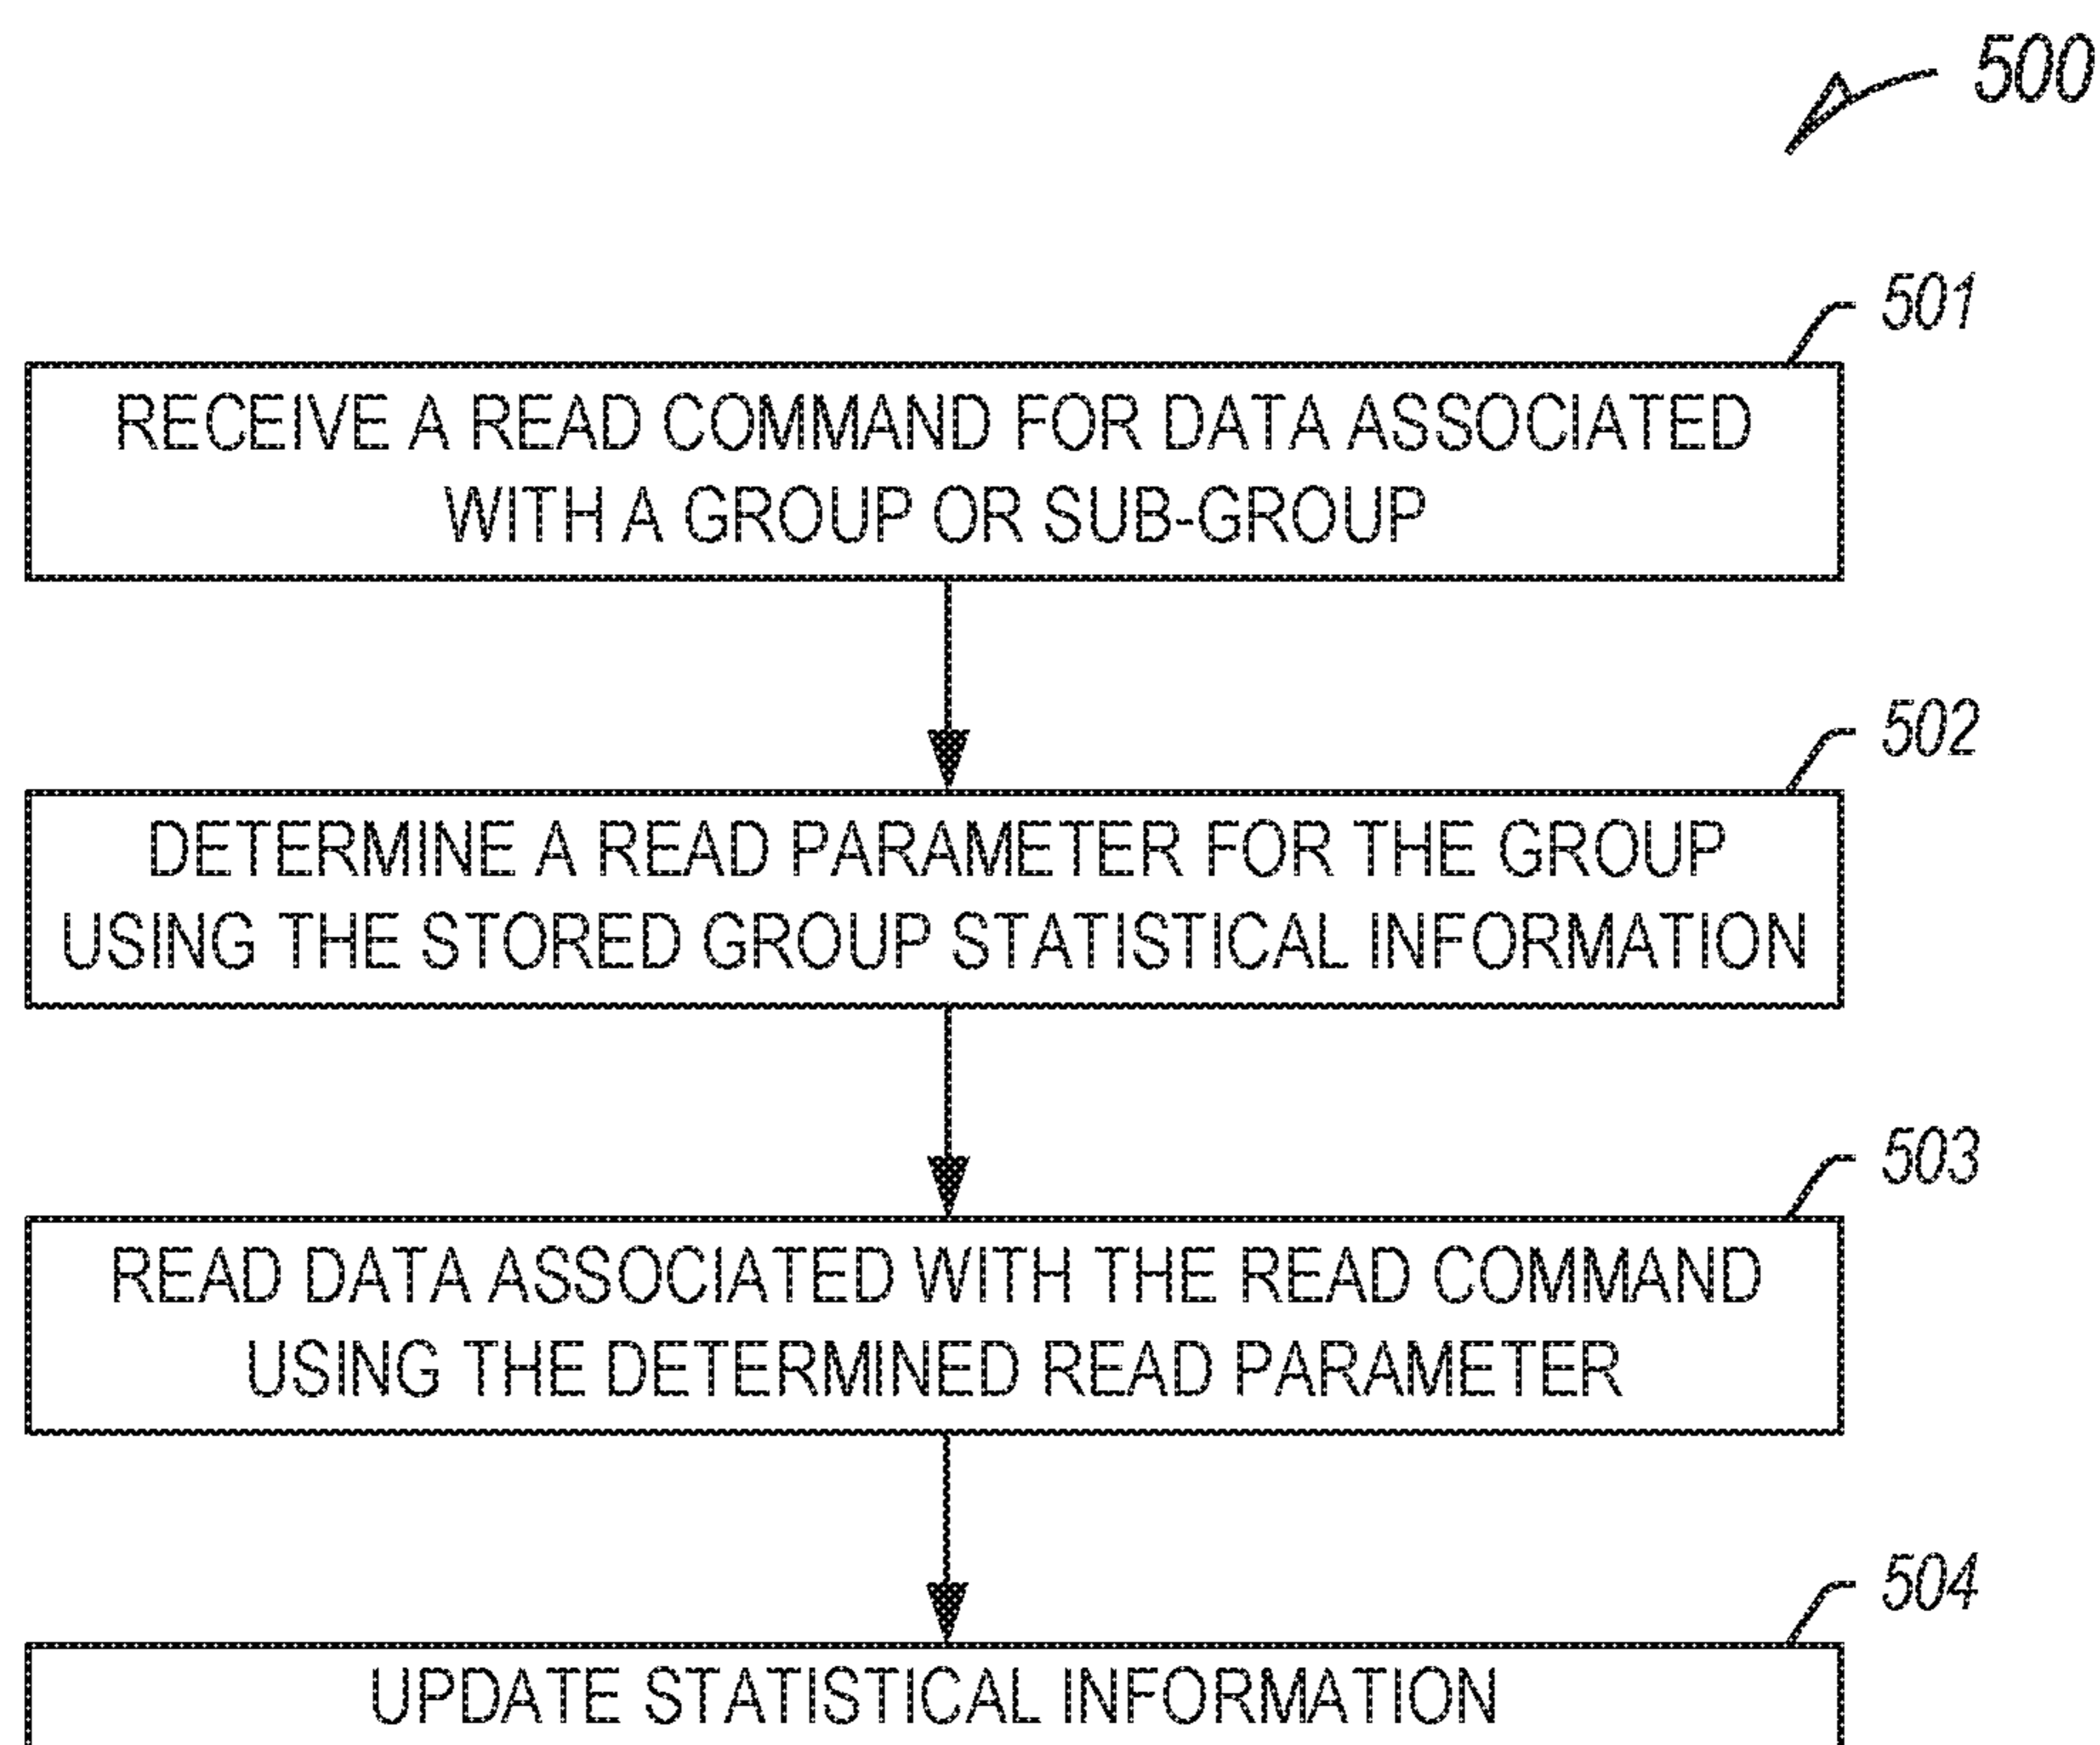 500
501
RECEIVE A READ COMMAND FOR DATA ASSOCIATED
WITH A GROUP OR SUB-GROUP
502
DETERMINE A READ PARAMETER FOR THE GROUP
USING THE STORED GROUP STATISTICAL INFORMATION
503
READ DATA ASSOCIATED WITH THE READ COMMAND
USING THE DETERMINED READ PARAMETER
504
UPDATE STATISTICAL INFORMATION